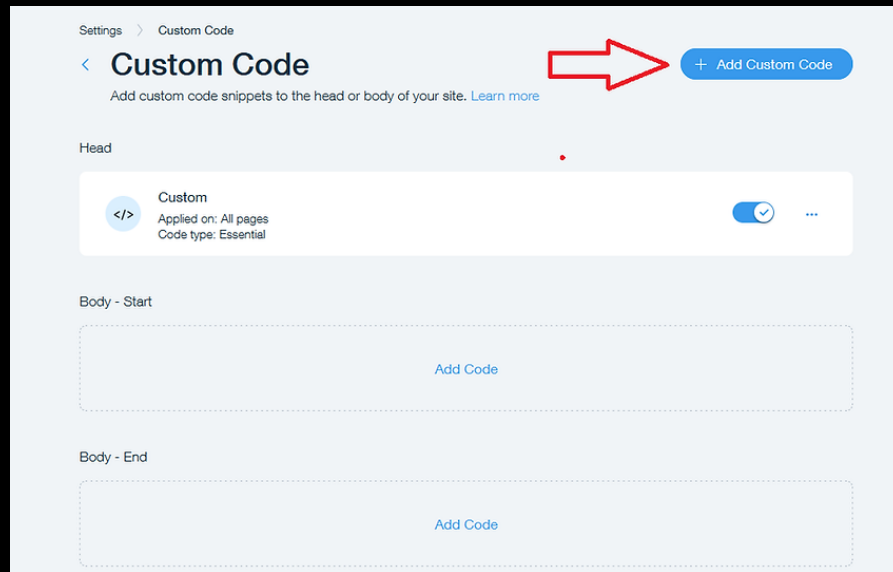 Settings > Custom Code
Custom Code
+ Add Custom Code
Add custom code snippets to the head or body of your site. Learn more
Head
</>
Custom
Applied on: All pages
Code type: Essential
...
Body - Start
Add Code
Body - End
Add Code